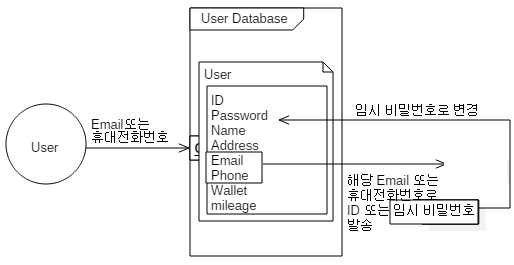 User Database
User
ID
Password
Name
Address
Email
Phone
Wallet
mileage
User
Email또는
휴대전화번호
임시 비밀번호로 변경
해당 Email 또는
휴대전화번호로
ID 또는 임시 비밀번호
발송